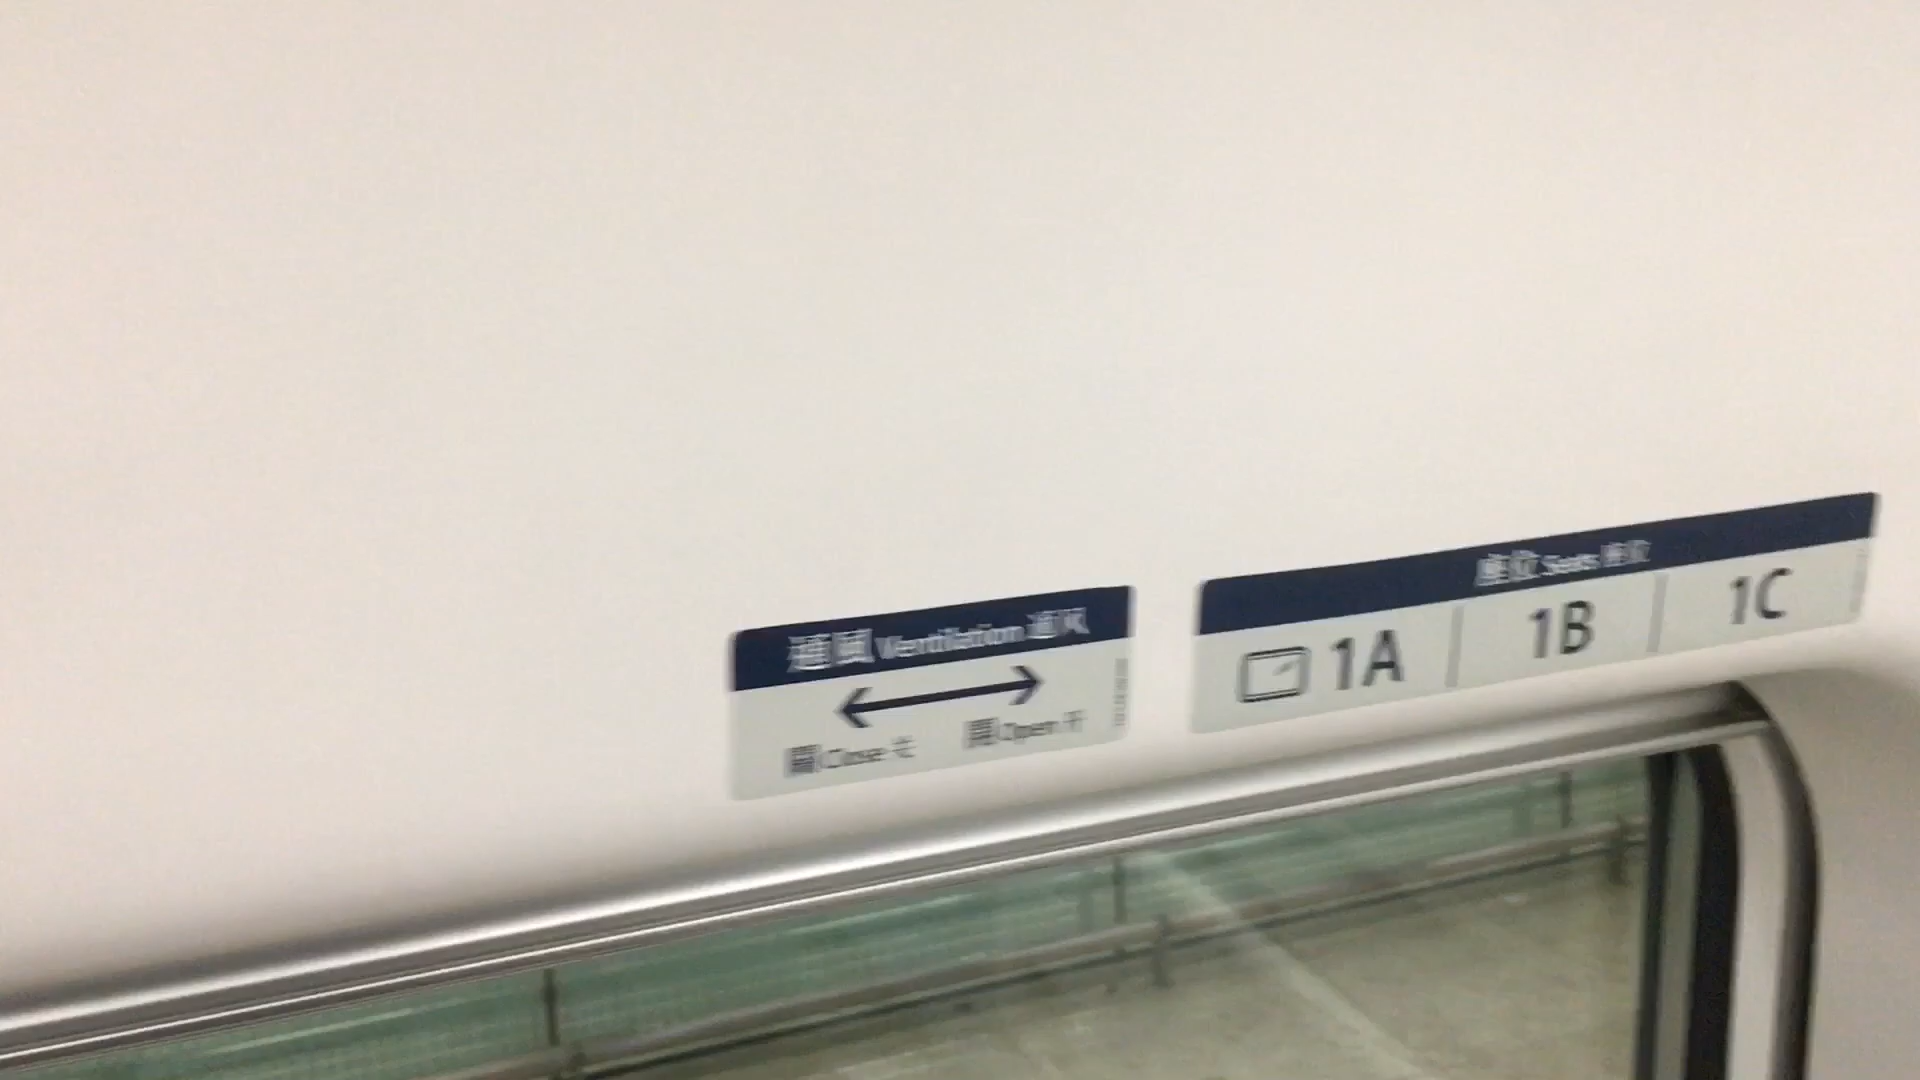 通風 Ventilation 通风
關 Close 关
開 Open 开
座位 Seats 座位
1A 1B 1C